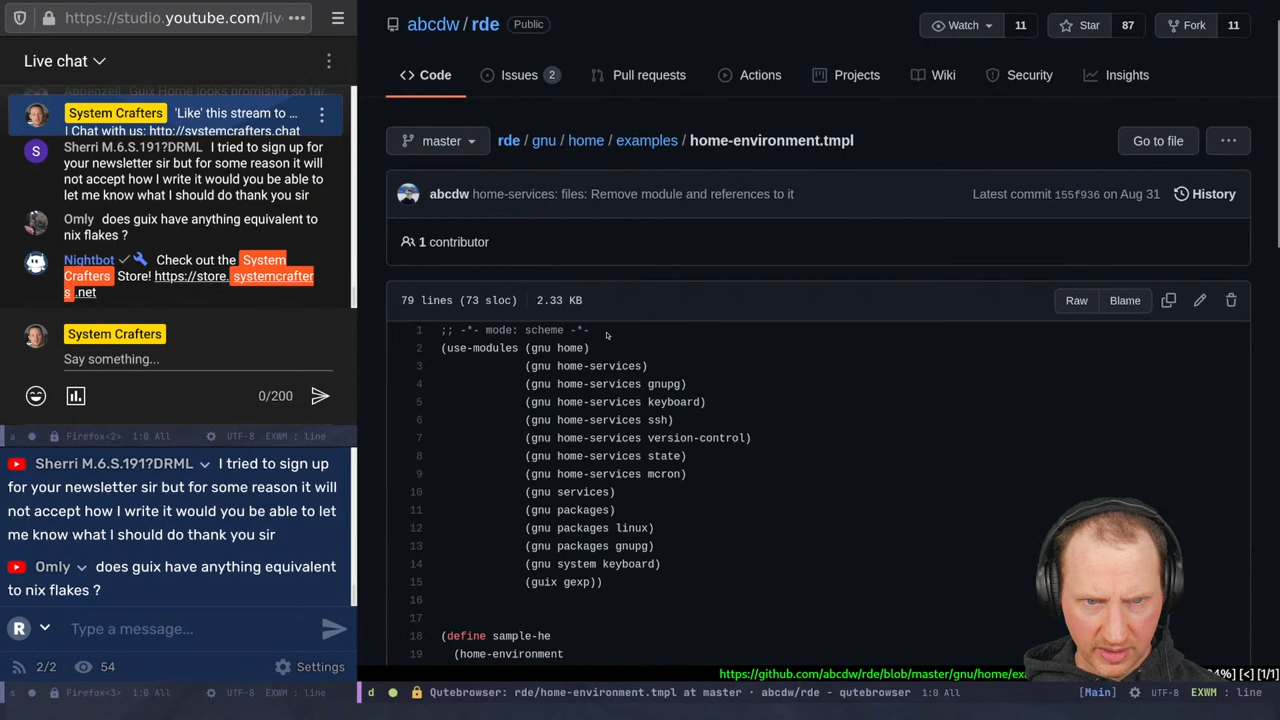 https://studio.youtube.com/liv
Live chat
Appenzell, Guix Home looks promising so far
System Crafters 'Like' this stream to ...
| Chat with us: http://systemcrafters.chat
Sherri M.6.S.191?DRML I tried to sign up
for your newsletter sir but for some reason it will
not accept how I write it would you be able to
let me know what I should do thank you sir
Omly does guix have anything equivalent to
nix flakes ?
Nightbot Check out the System
Crafters Store! https://store.systemcrafter
s.net
System Crafters
Say something...
0/200
a Firefox<2> 1:0 All UTF-8 EXWM : line
Sherri M.6.S.191?DRML I tried to sign up
for your newsletter sir but for some reason it will
not accept how I write it would you be able to let
me know what I should do thank you sir
Omly does guix have anything equivalent
to nix flakes ?
R Type a message...
2/2 54 Settings
s Firefox<3> 1:0 All UTF-8 EXWM : line
abcdw / rde Public
Watch 11 Star 87 Fork 11
Code Issues 2 Pull requests Actions Projects Wiki Security Insights
master rde / gnu / home / examples / home-environment.tmpl Go to file ...
abcdw home-services: files: Remove module and references to it Latest commit 155f936 on Aug 31 History
1 contributor
79 lines (73 sloc) 2.33 KB Raw Blame
1 ;; -*- mode: scheme -*-
2 (use-modules (gnu home)
3 (gnu home-services)
4 (gnu home-services gnupg)
5 (gnu home-services keyboard)
6 (gnu home-services ssh)
7 (gnu home-services version-control)
8 (gnu home-services state)
9 (gnu home-services mcron)
10 (gnu services)
11 (gnu packages)
12 (gnu packages linux)
13 (gnu packages gnupg)
14 (gnu system keyboard)
15 (guix gexp))
16
17
18 (define sample-he
19 (home-environment
https://github.com/abcdw/rde/blob/master/gnu/home/exa 4%] [<] [1/1]
d Qutebrowser: rde/home-environment.tmpl at master · abcdw/rde - qutebrowser 1:0 All [Main] UTF-8 EXWM : line